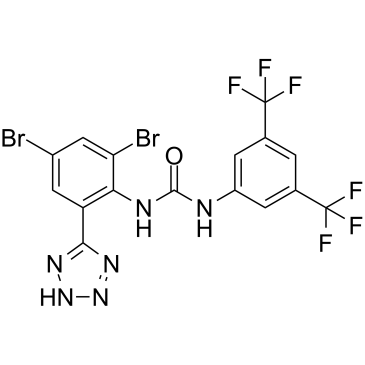 F
F F
Br Br O
F
N N F
H H F
N N
HN N